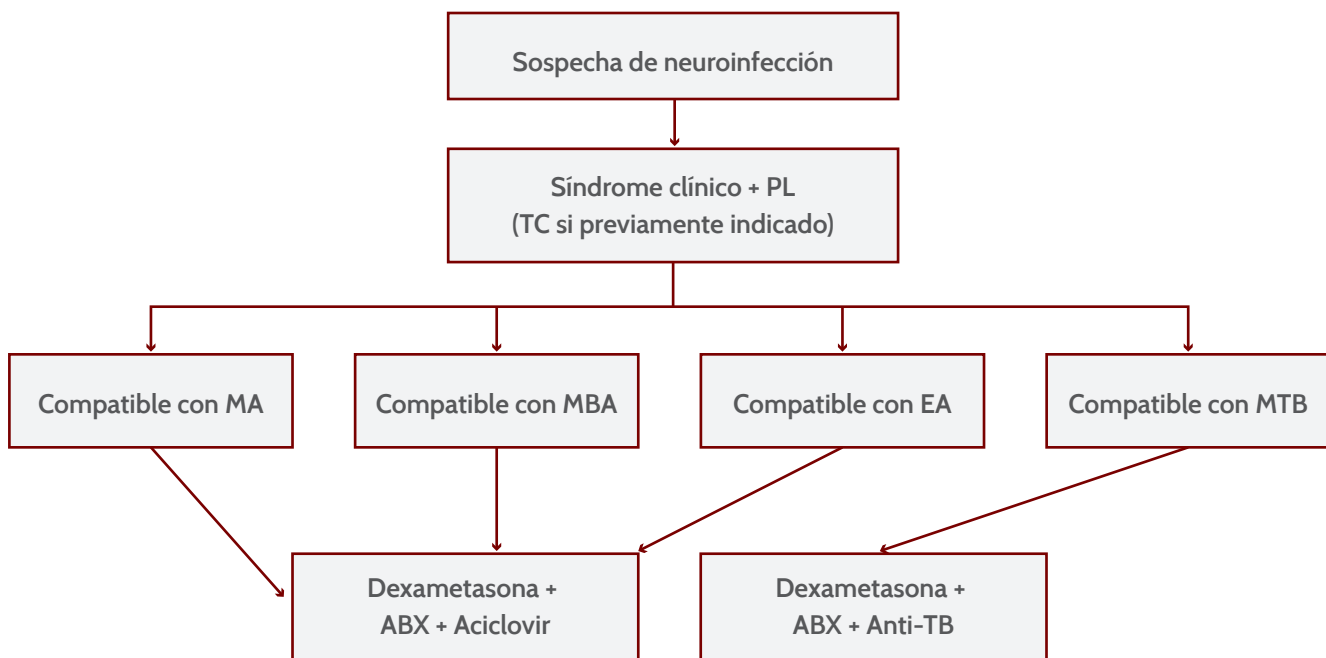 Sospecha de neuroinfección
Síndrome clínico + PL
(TC si previamente indicado)
Compatible con MA
Compatible con MBA
Compatible con EA
Compatible con MTB
Dexametasona +
ABX + Aciclovir
Dexametasona +
ABX + Anti-TB